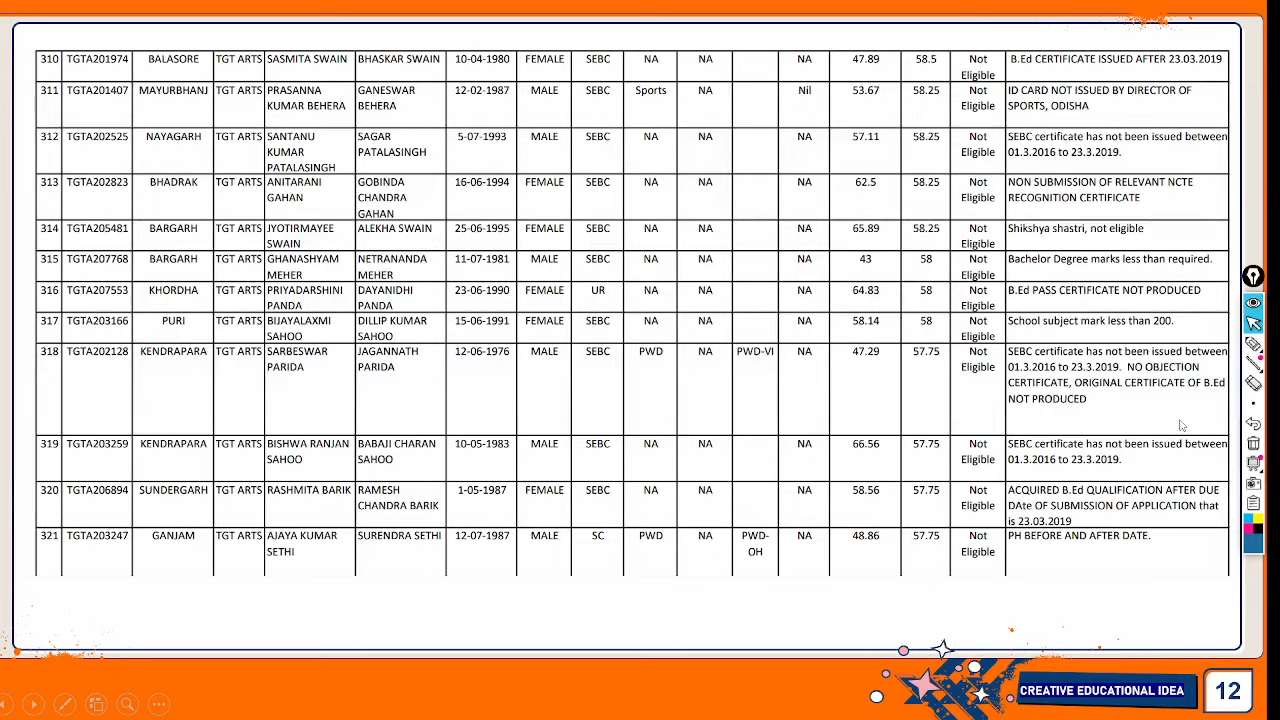 310 TGTA201974 BALASORE TGT ARTS SASMITA SWAIN BHASKAR SWAIN 10-04-1980 FEMALE SEBC NA NA NA 47.89 58.5 Not Eligible B.Ed CERTIFICATE ISSUED AFTER 23.03.2019
311 TGTA201407 MAYURBHANJ TGT ARTS PRASANNA KUMAR BEHERA GANESWAR BEHERA 12-02-1987 MALE SEBC Sports NA Nil 53.67 58.25 Not Eligible ID CARD NOT ISSUED BY DIRECTOR OF SPORTS, ODISHA
312 TGTA202525 NAYAGARH TGT ARTS SANTANU KUMAR PATALASINGH SAGAR PATALASINGH 5-07-1993 MALE SEBC NA NA NA 57.11 58.25 Not Eligible SEBC certificate has not been issued between 01.3.2016 to 23.3.2019.
313 TGTA202823 BHADRAK TGT ARTS ANITARANI GAHAN GOBINDA CHANDRA GAHAN 16-06-1994 FEMALE SEBC NA NA NA 62.5 58.25 Not Eligible NON SUBMISSION OF RELEVANT NCTE RECOGNITION CERTIFICATE
314 TGTA205481 BARGARH TGT ARTS JYOTIRMAYEE SWAIN ALEKHA SWAIN 25-06-1995 FEMALE SEBC NA NA NA 65.89 58.25 Not Eligible Shikshya shastri, not eligible
315 TGTA207768 BARGARH TGT ARTS GHANASHYAM MEHER NETRANANDA MEHER 11-07-1981 MALE SEBC NA NA NA 43 58 Not Eligible Bachelor Degree marks less than required.
316 TGTA207553 KHORDHA TGT ARTS PRIYADARSHINI PANDA DAYANIDHI PANDA 23-06-1990 FEMALE UR NA NA NA 64.83 58 Not Eligible B.Ed PASS CERTIFICATE NOT PRODUCED
317 TGTA203166 PURI TGT ARTS BIJAYALAXMI SAHOO DILLIP KUMAR SAHOO 15-06-1991 FEMALE SEBC NA NA NA 58.14 58 Not Eligible School subject mark less than 200.
318 TGTA202128 KENDRAPARA TGT ARTS SARBESWAR PARIDA JAGANNATH PARIDA 12-06-1976 MALE SEBC PWD NA PWD-VI NA 47.29 57.75 Not Eligible SEBC certificate has not been issued between 01.3.2016 to 23.3.2019. NO OBJECTION CERTIFICATE, ORIGINAL CERTIFICATE OF B.Ed NOT PRODUCED
319 TGTA203259 KENDRAPARA TGT ARTS BISHWA RANJAN SAHOO BABAJI CHARAN SAHOO 10-05-1983 MALE SEBC NA NA NA 66.56 57.75 Not Eligible SEBC certificate has not been issued between 01.3.2016 to 23.3.2019.
320 TGTA206894 SUNDERGARH TGT ARTS RASHMITA BARIK RAMESH CHANDRA BARIK 1-05-1987 FEMALE SEBC NA NA NA 58.56 57.75 Not Eligible ACQUIRED B.Ed QUALIFICATION AFTER DUE DAte OF SUBMISSION OF APPLICATION that is 23.03.2019
321 TGTA203247 GANJAM TGT ARTS AJAYA KUMAR SETHI SURENDRA SETHI 12-07-1987 MALE SC PWD NA PWD-OH NA 48.86 57.75 Not Eligible PH BEFORE AND AFTER DATE.
CREATIVE EDUCATIONAL IDEA 12